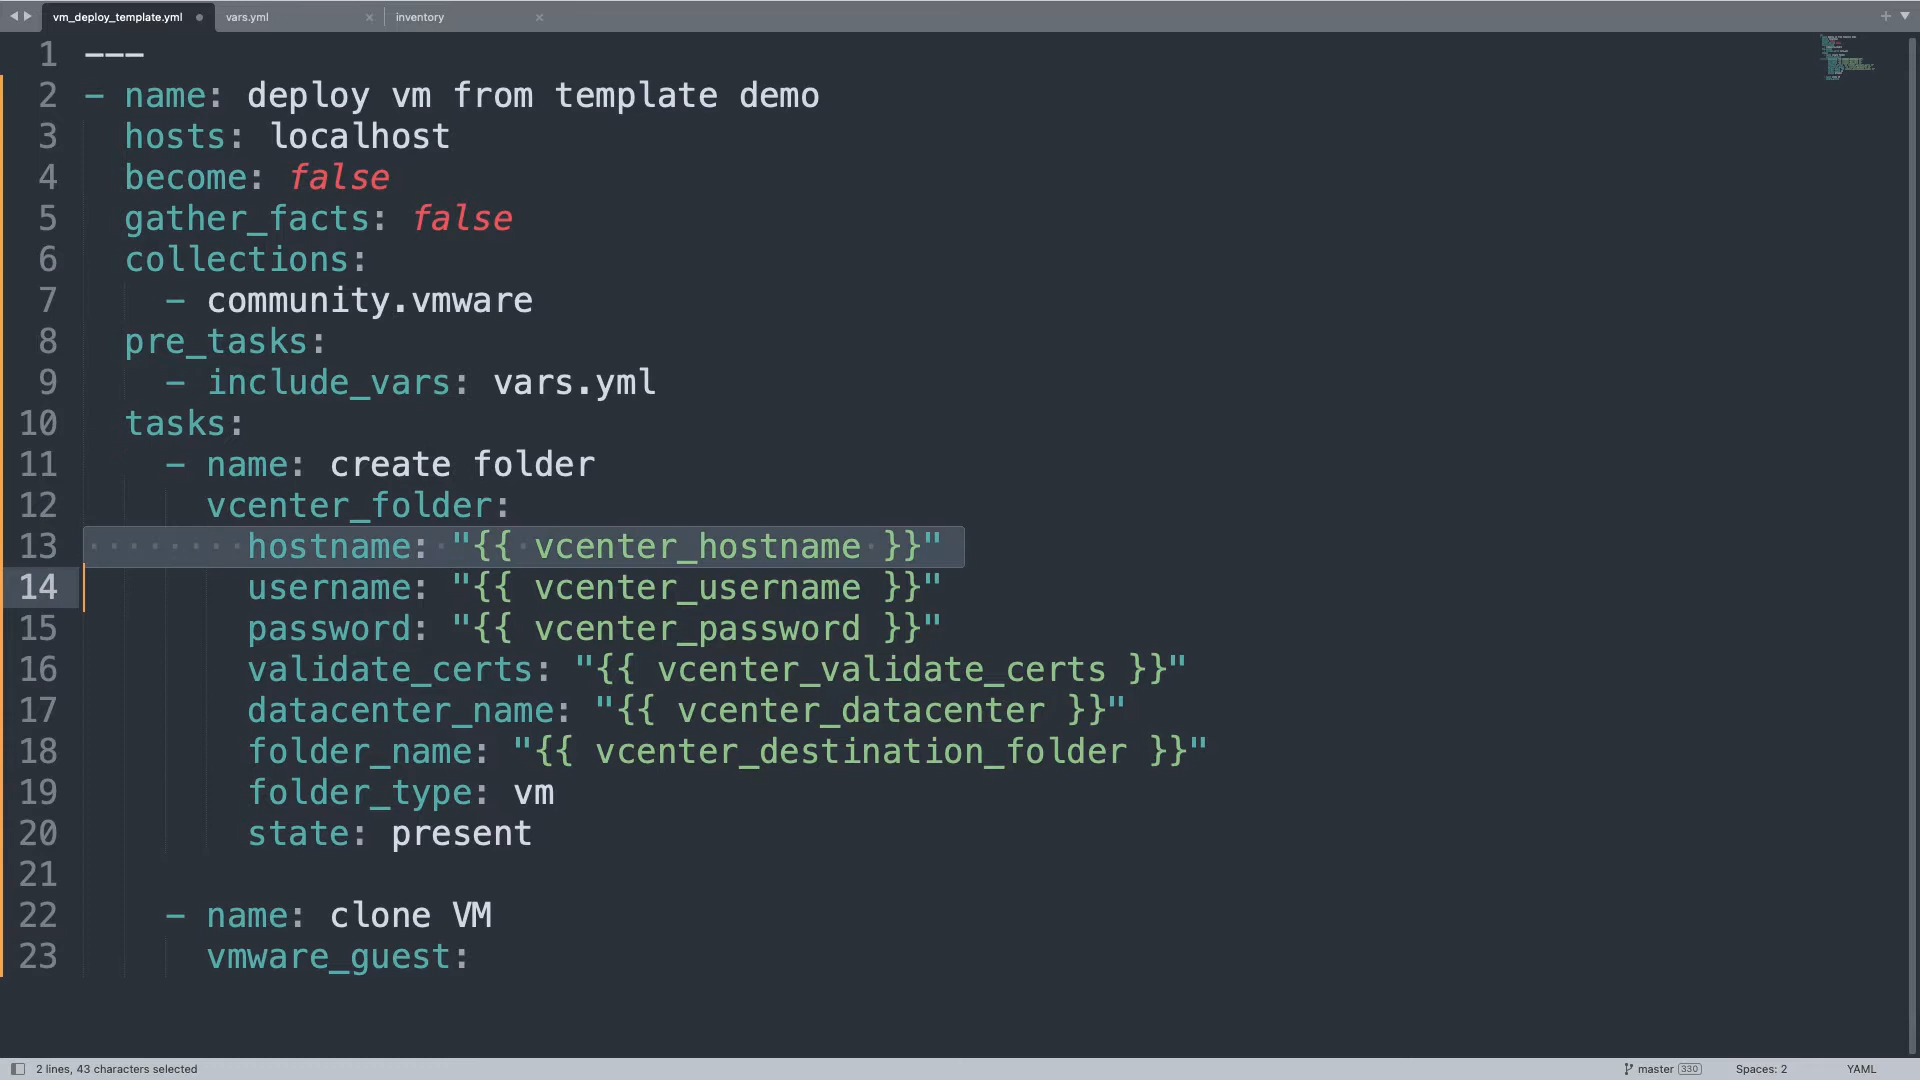 vm_deploy_template.yml
vars.yml
inventory
1 ---
2 - name: deploy vm from template demo
3 hosts: localhost
4 become: false
5 gather_facts: false
6 collections:
7 - community.vmware
8 pre_tasks:
9 - include_vars: vars.yml
10 tasks:
11 - name: create folder
12 vcenter_folder:
13 hostname: "{{ vcenter_hostname }}"
14 username: "{{ vcenter_username }}"
15 password: "{{ vcenter_password }}"
16 validate_certs: "{{ vcenter_validate_certs }}"
17 datacenter_name: "{{ vcenter_datacenter }}"
18 folder_name: "{{ vcenter_destination_folder }}"
19 folder_type: vm
20 state: present
21
22 - name: clone VM
23 vmware_guest:
2 lines, 43 characters selected
master 330
Spaces: 2
YAML